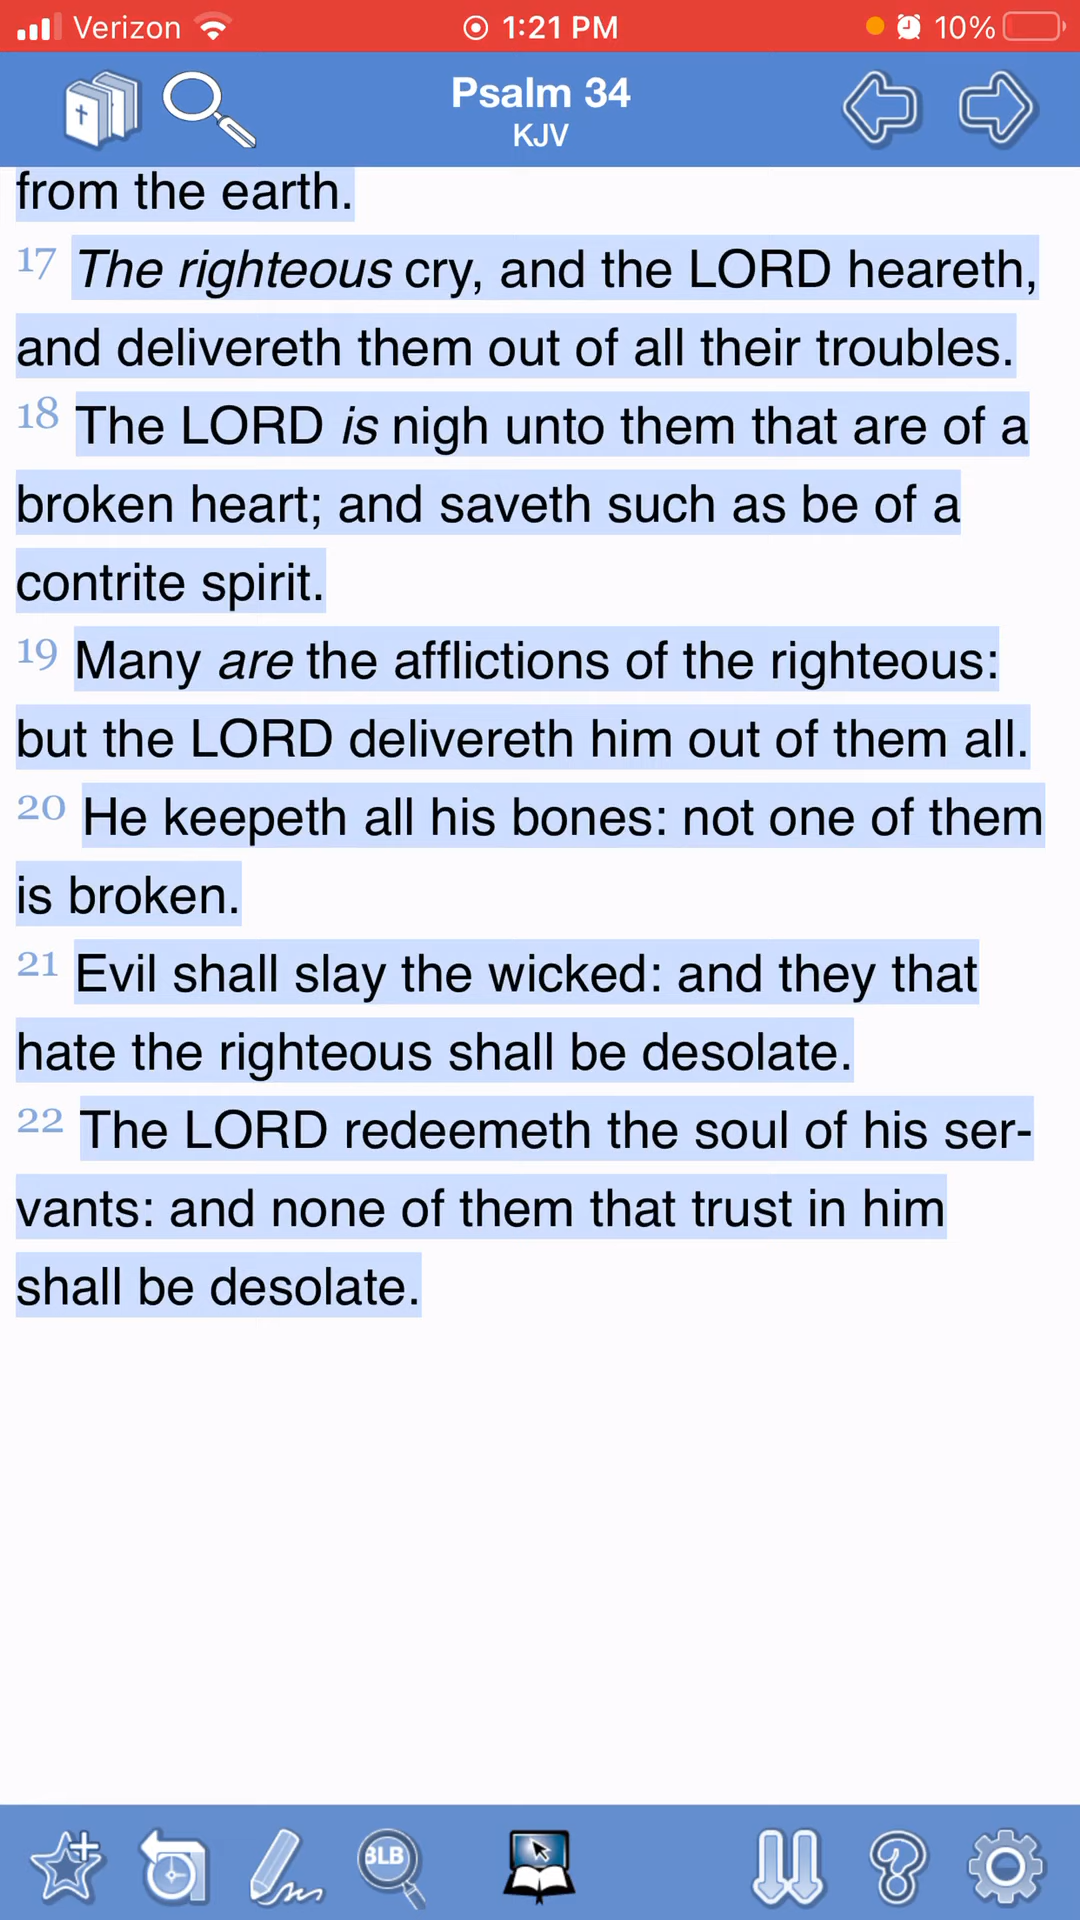 Verizon 1:21 PM 10%
Psalm 34
KJV
from the earth.
17 The righteous cry, and the LORD heareth,
and delivereth them out of all their troubles.
18 The LORD is nigh unto them that are of a
broken heart; and saveth such as be of a
contrite spirit.
19 Many are the afflictions of the righteous:
but the LORD delivereth him out of them all.
20 He keepeth all his bones: not one of them
is broken.
21 Evil shall slay the wicked: and they that
hate the righteous shall be desolate.
22 The LORD redeemeth the soul of his ser-
vants: and none of them that trust in him
shall be desolate.
BLB